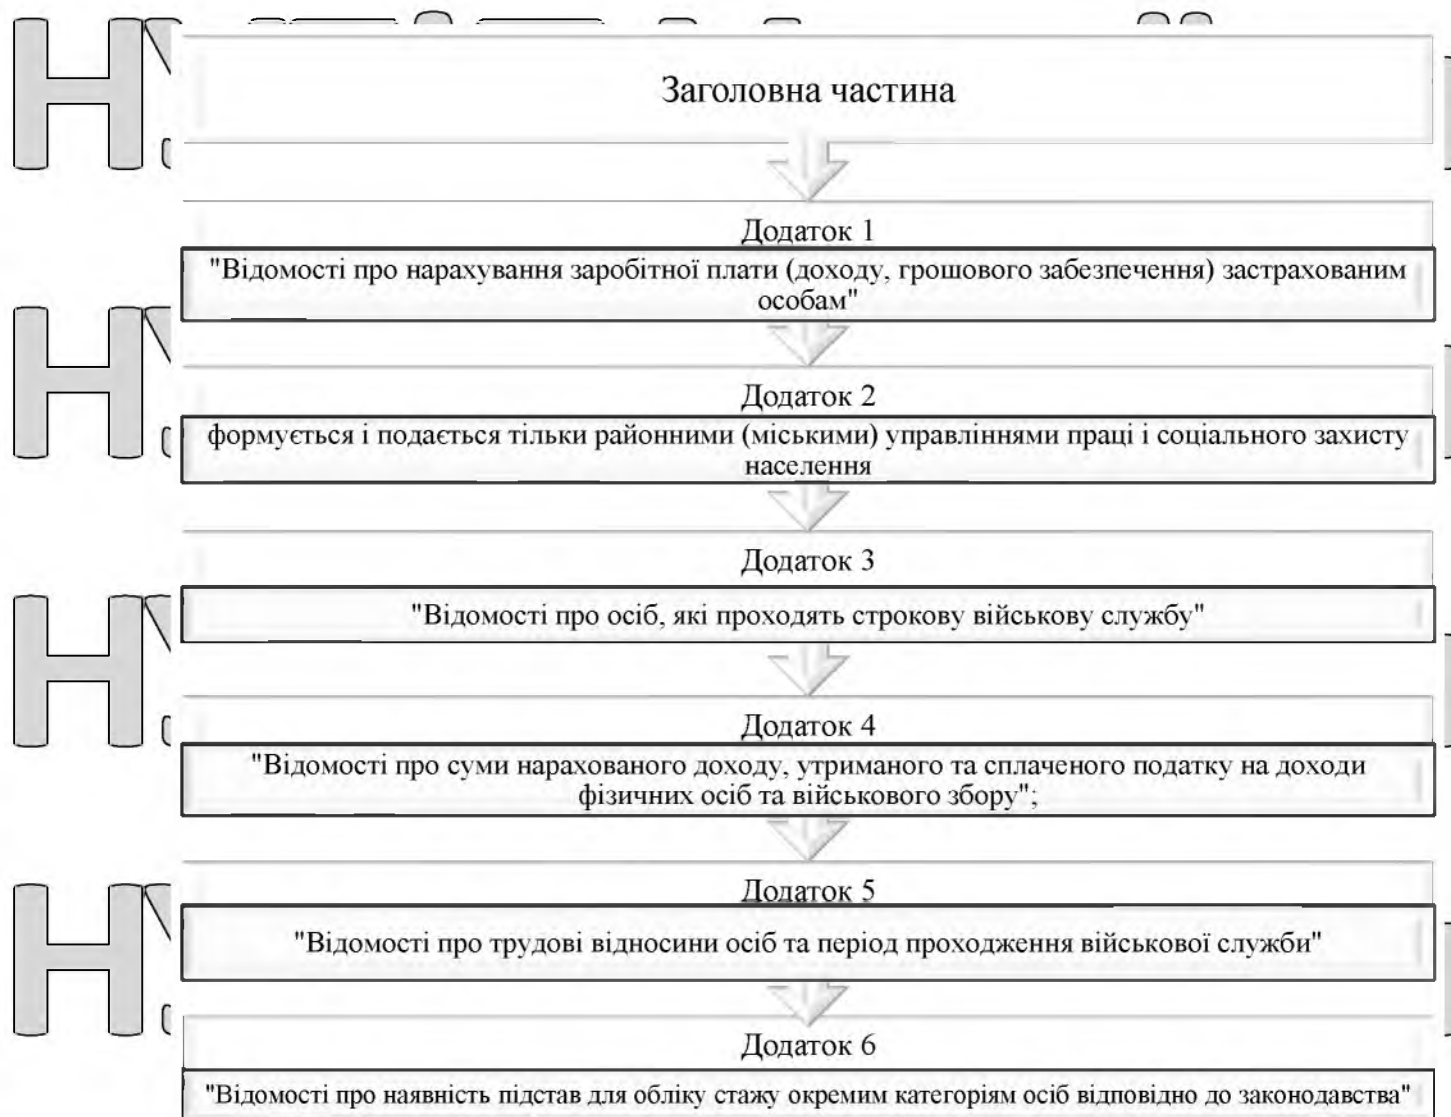 Заголовна частина
Додаток 1
"Відомості про нарахування заробітної плати (доходу, грошового забезпечення) застрахованим
особам"
Додаток 2
формується і подається тільки районними (міськими) управліннями праці і соціального захисту
населення
Додаток 3
"Відомості про осіб, які проходять строкову військову службу"
Додаток 4
"Відомості про суми нарахованого доходу, утриманого та сплаченого податку на доходи
фізичних осіб та військового збору";
Додаток 5
"Відомості про трудові відносини осіб та період проходження військової служби"
Додаток 6
"Відомості про наявність підстав для обліку стажу окремим категоріям осіб відповідно до законодавства"